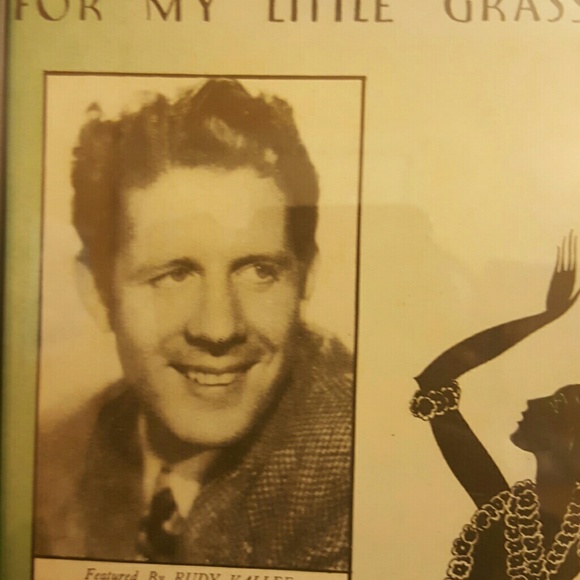 FOR MY LITTLE GRASS
Featured By RUDY VALLEE